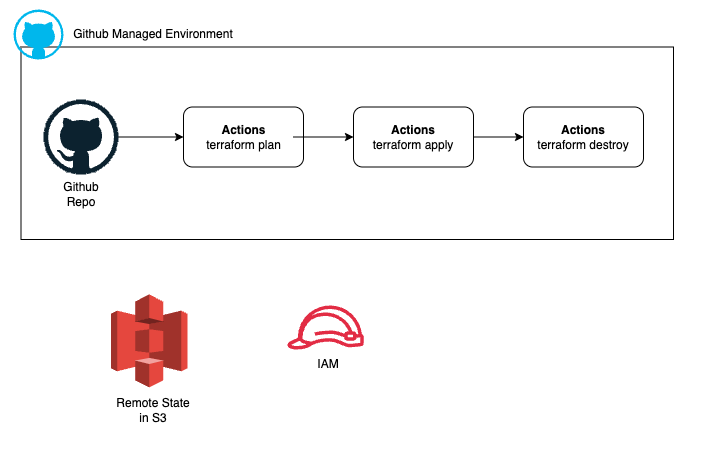 Github Managed Environment
Github
Repo
Actions
terraform plan
Actions
terraform apply
Actions
terraform destroy
Remote State
in S3
IAM